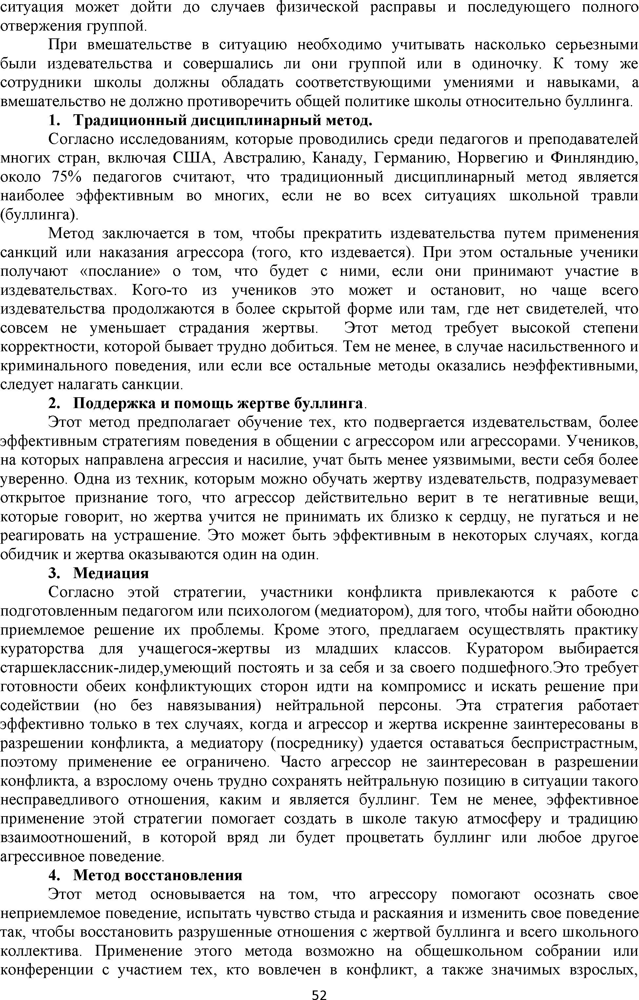 ситуация может дойти до случаев физической расправы и последующего полного
отвержения группой.
При вмешательстве в ситуацию необходимо учитывать насколько серьезными
были издевательства и совершались ли они группой или в одиночку. К тому же
сотрудники школы должны обладать соответствующими умениями и навыками, а
вмешательство не должно противоречить общей политике школы относительно буллинга.
1. Традиционный дисциплинарный метод.
Согласно исследованиям, которые проводились среди педагогов и преподавателей
многих стран, включая США, Австралию, Канаду, Германию, Норвегию и Финляндию,
около 75% педагогов считают, что традиционный дисциплинарный метод является
наиболее эффективным во многих, если не во всех ситуациях школьной травли
(буллинга).
Метод заключается в том, чтобы прекратить издевательства путем применения
санкций или наказания агрессора (того, кто издевается). При этом остальные ученики
получают «послание» о том, что будет с ними, если они принимают участие в
издевательствах. Кого-то из учеников это может и остановит, но чаще всего
издевательства продолжаются в более скрытой форме или там, где нет свидетелей, что
совсем не уменьшает страдания жертвы. Этот метод требует высокой степени
корректности, которой бывает трудно добиться. Тем не менее, в случае насильственного и
криминального поведения, или если все остальные методы оказались неэффективными,
следует налагать санкции.
2. Поддержка и помощь жертве буллинга.
Этот метод предполагает обучение тех, кто подвергается издевательствам, более
эффективным стратегиям поведения в общении с агрессором или агрессорами. Учеников,
на которых направлена агрессия и насилие, учат быть менее уязвимыми, вести себя более
уверенно. Одна из техник, которым можно обучать жертву издевательств, подразумевает
открытое признание того, что агрессор действительно верит в те негативные вещи,
которые говорит, но жертва учится не принимать их близко к сердцу, не пугаться и не
реагировать на устрашение. Это может быть эффективным в некоторых случаях, когда
обидчик и жертва оказываются один на один.
3. Медиация
Согласно этой стратегии, участники конфликта привлекаются к работе с
подготовленным педагогом или психологом (медиатором), для того, чтобы найти обоюдно
приемлемое решение их проблемы. Кроме этого, предлагаем осуществлять практику
кураторства для учащегося-жертвы из младших классов. Куратором выбирается
старшеклассник-лидер,умеющий постоять и за себя и за своего подшефного.Это требует
готовности обеих конфликтующих сторон идти на компромисс и искать решение при
содействии (но без навязывания) нейтральной персоны. Эта стратегия работает
эффективно только в тех случаях, когда и агрессор и жертва искренне заинтересованы в
разрешении конфликта, а медиатору (посреднику) удается оставаться беспристрастным,
поэтому применение ее ограничено. Часто агрессор не заинтересован в разрешении
конфликта, а взрослому очень трудно сохранять нейтральную позицию в ситуации такого
несправедливого отношения, каким и является буллинг. Тем не менее, эффективное
применение этой стратегии помогает создать в школе такую атмосферу и традицию
взаимоотношений, в которой вряд ли будет процветать буллинг или любое другое
агрессивное поведение.
4. Метод восстановления
Этот метод основывается на том, что агрессору помогают осознать свое
неприемлемое поведение, испытать чувство стыда и раскаяния и изменить свое поведение
так, чтобы восстановить разрушенные отношения с жертвой буллинга и всего школьного
коллектива. Применение этого метода возможно на общешкольном собрании или
конференции с участием тех, кто вовлечен в конфликт, а также значимых взрослых,
52